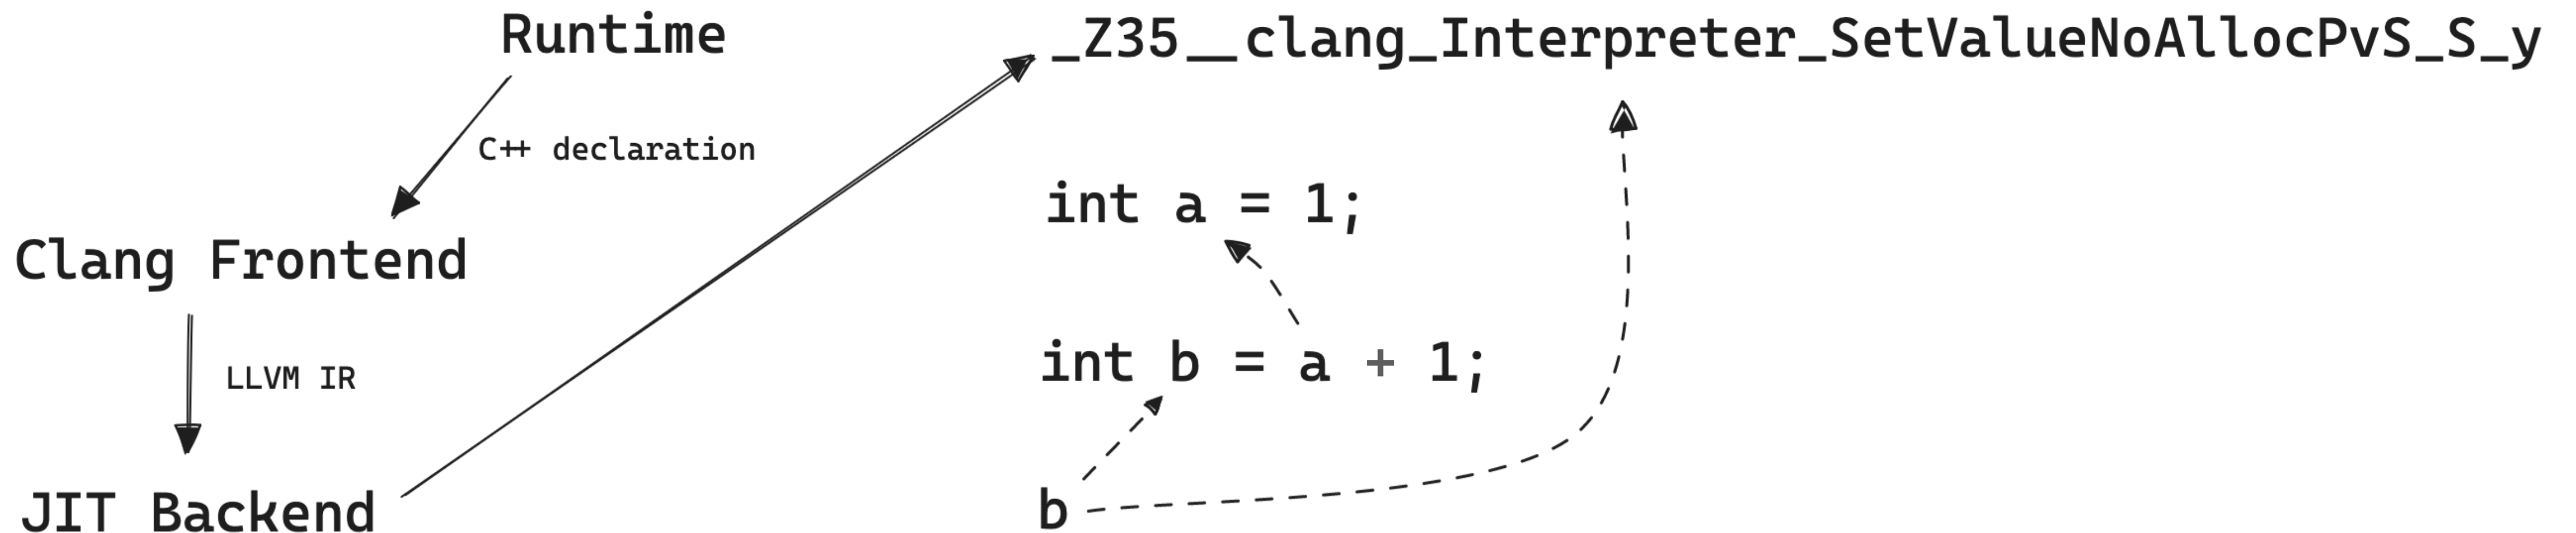 Runtime
C++ declaration
Clang Frontend
LLVM IR
JIT Backend
_Z35__clang_Interpreter_SetValueNoAllocPvS_S_y
int a = 1;
int b = a + 1;
b